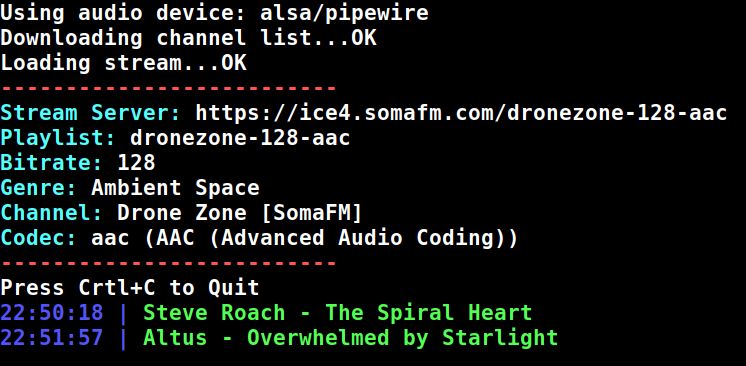 Using audio device: alsa/pipewire
Downloading channel list...OK
Loading stream...OK
--------------------------
Stream Server: https://ice4.somafm.com/dronezone-128-aac
Playlist: dronezone-128-aac
Bitrate: 128
Genre: Ambient Space
Channel: Drone Zone [SomaFM]
Codec: aac (AAC (Advanced Audio Coding))
--------------------------
Press Crtl+C to Quit
22:50:18 | Steve Roach - The Spiral Heart
22:51:57 | Altus - Overwhelmed by Starlight